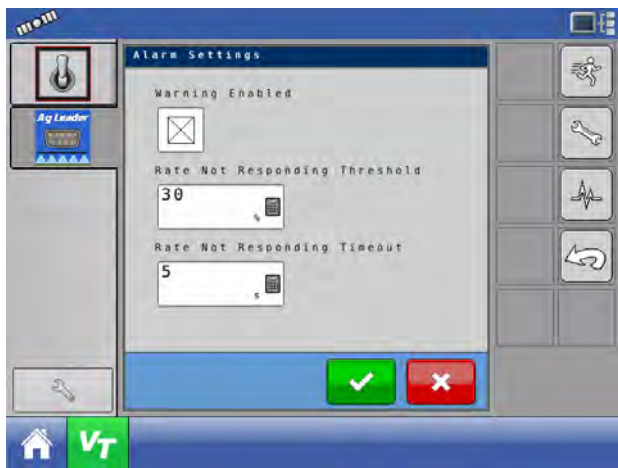 Alarm Settings
Warning Enabled
Ag Leader
Rate Not Responding Threshold
30
%
Rate Not Responding Timeout
5
s
VT